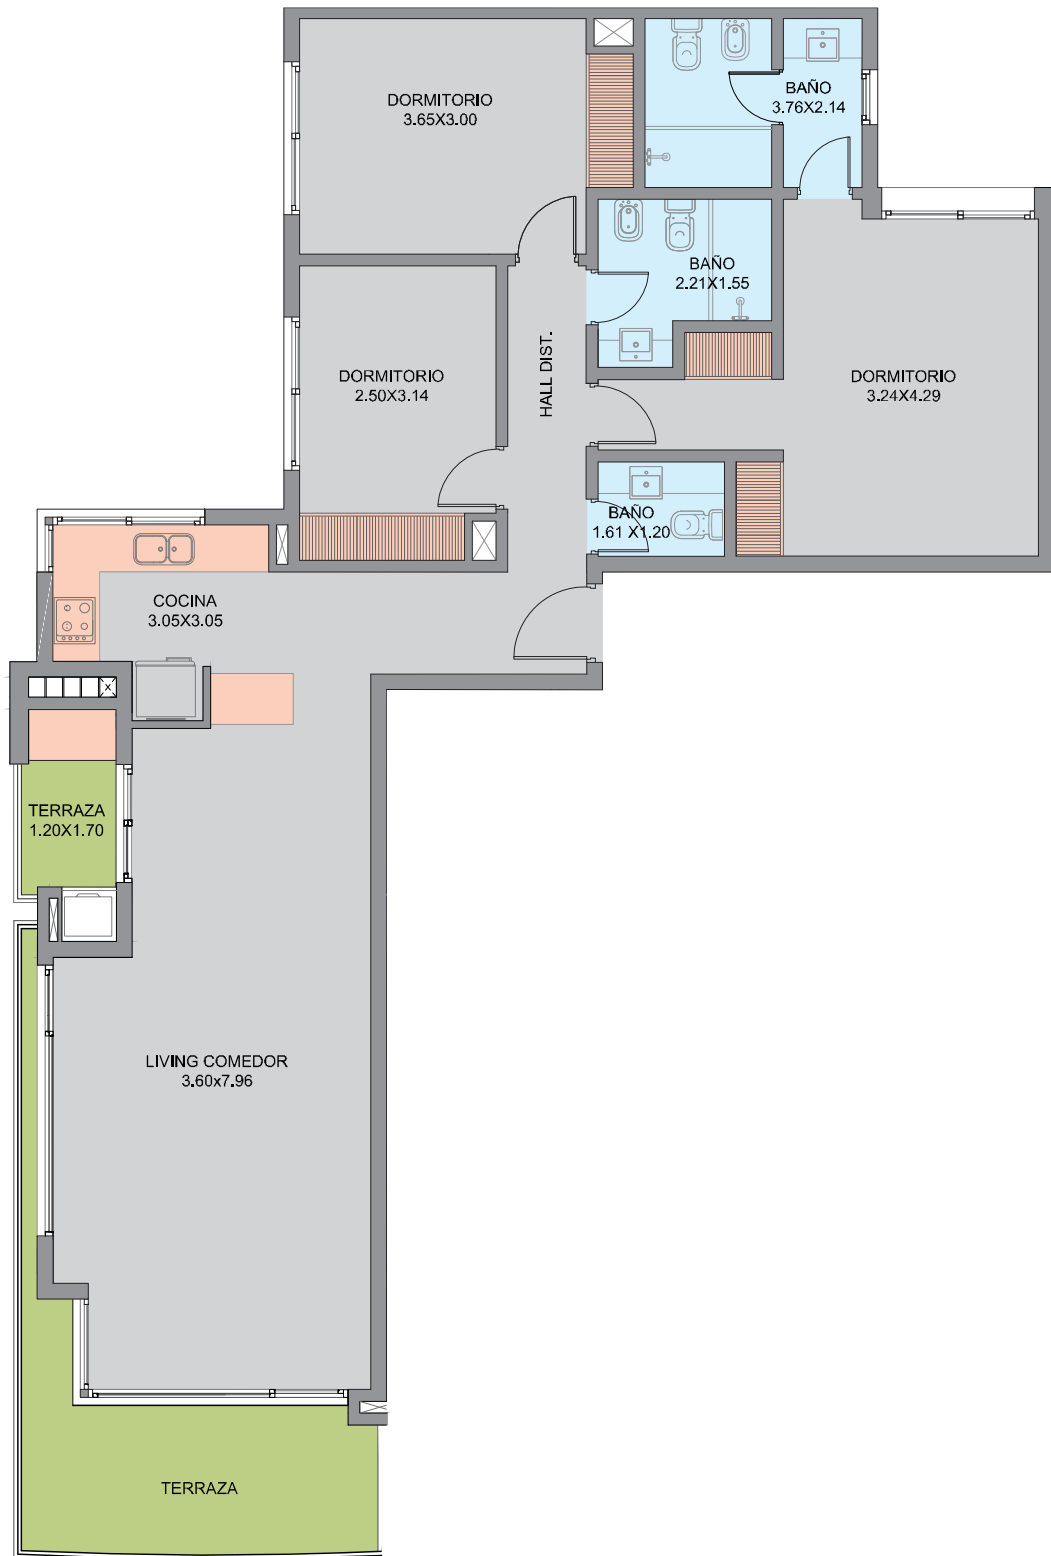 DORMITORIO
3.65X3.00
BAÑO
3.76X2.14
BAÑO
2.21X1.55
HALL DIST.
DORMITORIO
2.50X3.14
DORMITORIO
3.24X4.29
BAÑO
1.61 X1.20
COCINA
3.05X3.05
X
TERRAZA
1.20X1.70
LIVING COMEDOR
3.60x7.96
TERRAZA